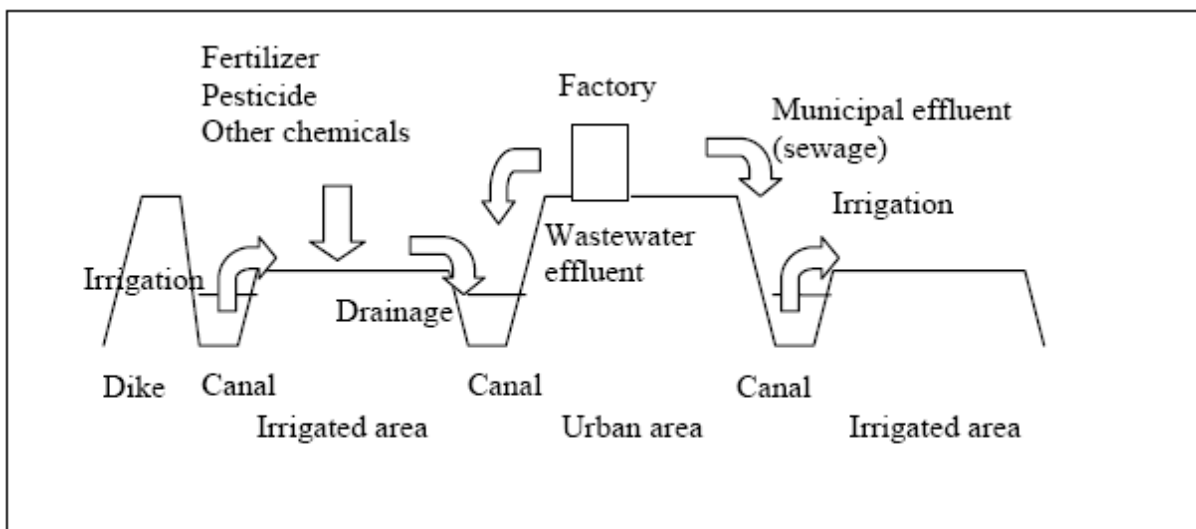 Fertilizer
Pesticide
Other chemicals
Factory
Municipal effluent
(sewage)
Irrigation
Wastewater
effluent
Irrigation
Drainage
Dike
Canal
Canal
Canal
Irrigated area
Urban area
Irrigated area